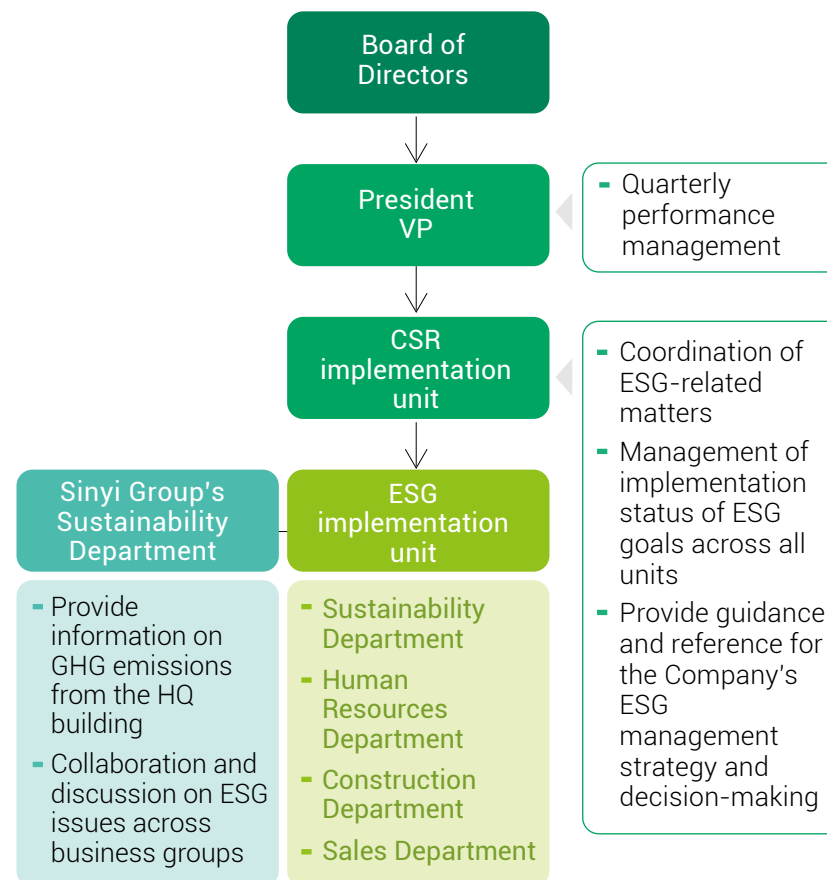 Board of
Directors
President
VP
- Quarterly
performance
management
CSR
implementation
unit
- Coordination of
ESG-related
matters
- Management of
implementation
status of ESG
goals across all
units
- Provide guidance
and reference for
the Company's
ESG
management
strategy and
decision-making
Sinyi Group's
Sustainability
Department
- Provide
information on
GHG emissions
from the HQ
building
- Collaboration and
discussion on ESG
issues across
business groups
ESG
implementation
unit
- Sustainability
Department
- Human
Resources
Department
- Construction
Department
- Sales Department